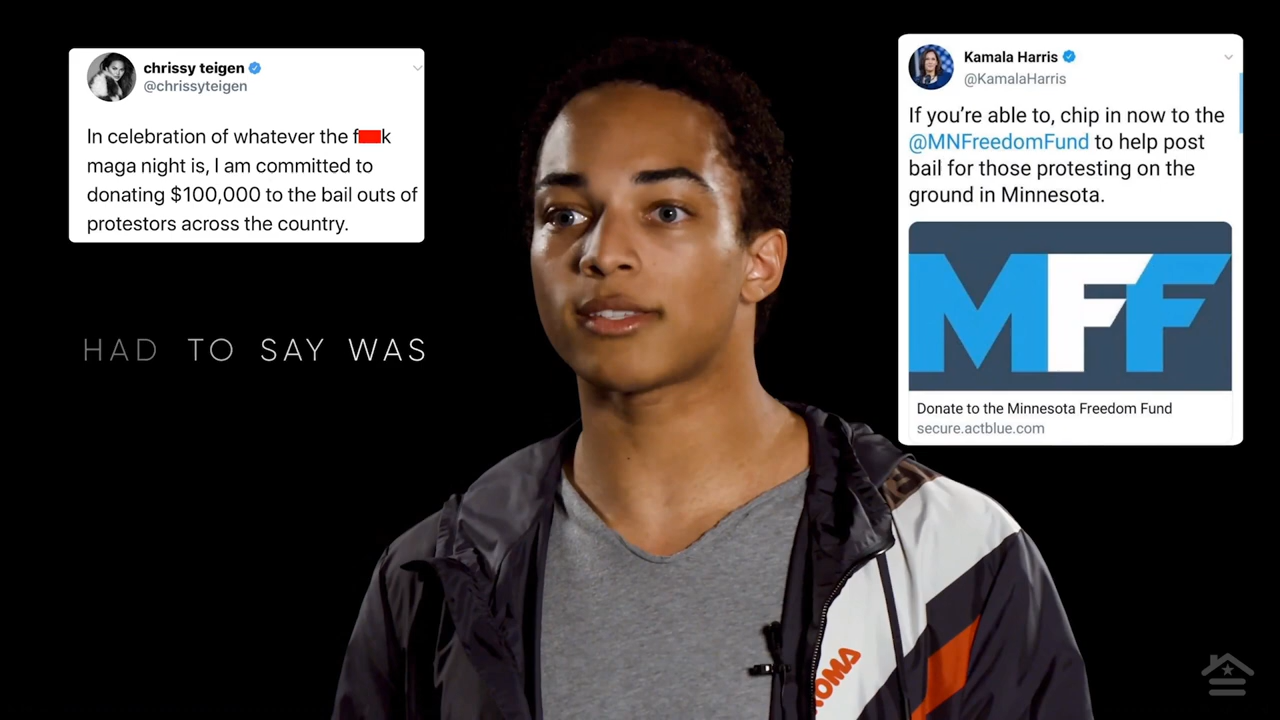 chrissy teigen
@chrissyteigen
In celebration of whatever the f k
maga night is, I am committed to
donating $100,000 to the bail outs of
protestors across the country.
HAD TO SAY WAS
Kamala Harris
@KamalaHarris
If you’re able to, chip in now to the
@MNFreedomFund to help post
bail for those protesting on the
ground in Minnesota.
MFF
Donate to the Minnesota Freedom Fund
secure.actblue.com
ROMA